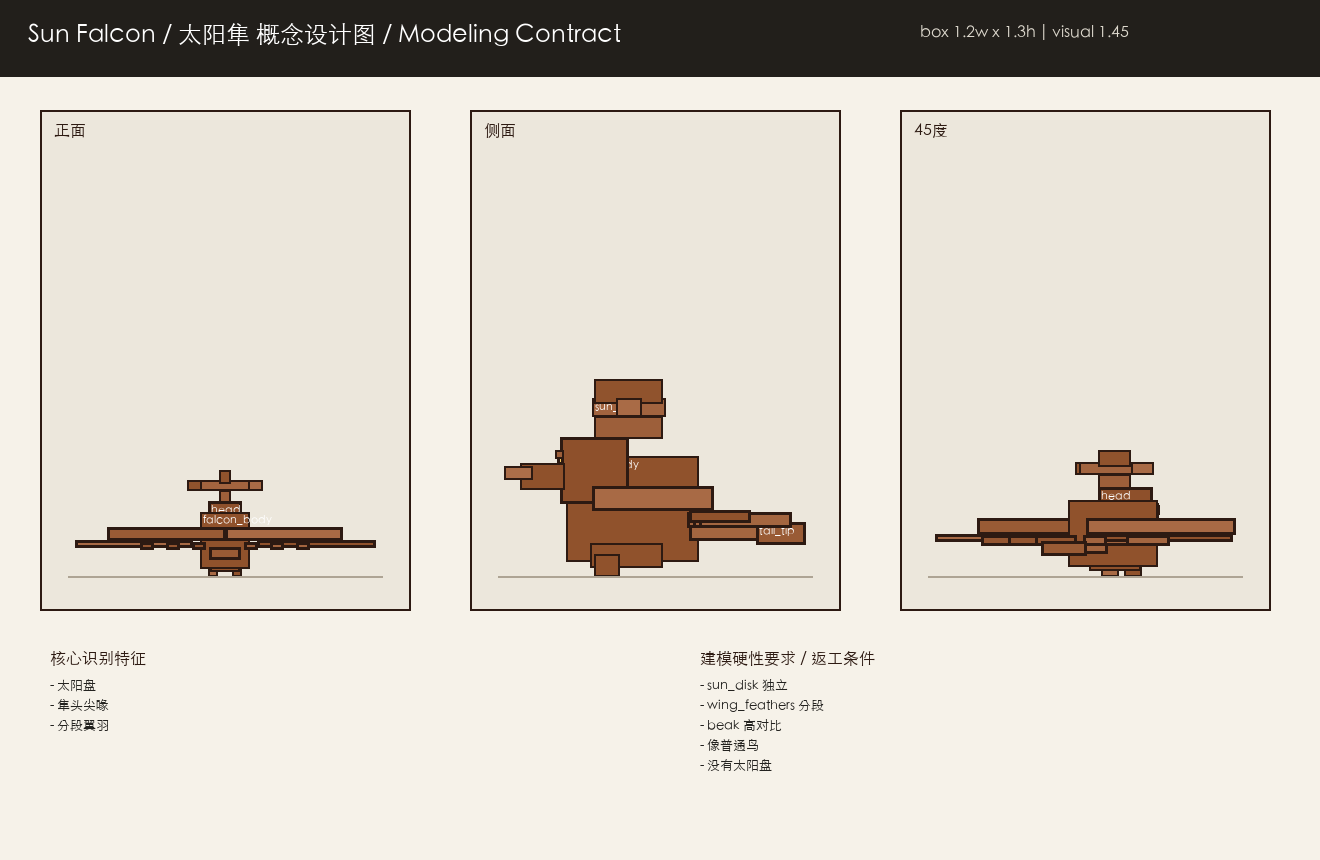 Sun Falcon / 太阳隼 概念设计图 / Modeling Contract
box 1.2w x 1.3h | visual 1.45
正面
head
falcon_body
侧面
sun_
dy
tail_tip
45度
head
核心识别特征
- 太阳盘
- 隼头尖喙
- 分段翼羽
建模硬性要求 / 返工条件
- sun_disk 独立
- wing_feathers 分段
- beak 高对比
- 像普通鸟
- 没有太阳盘